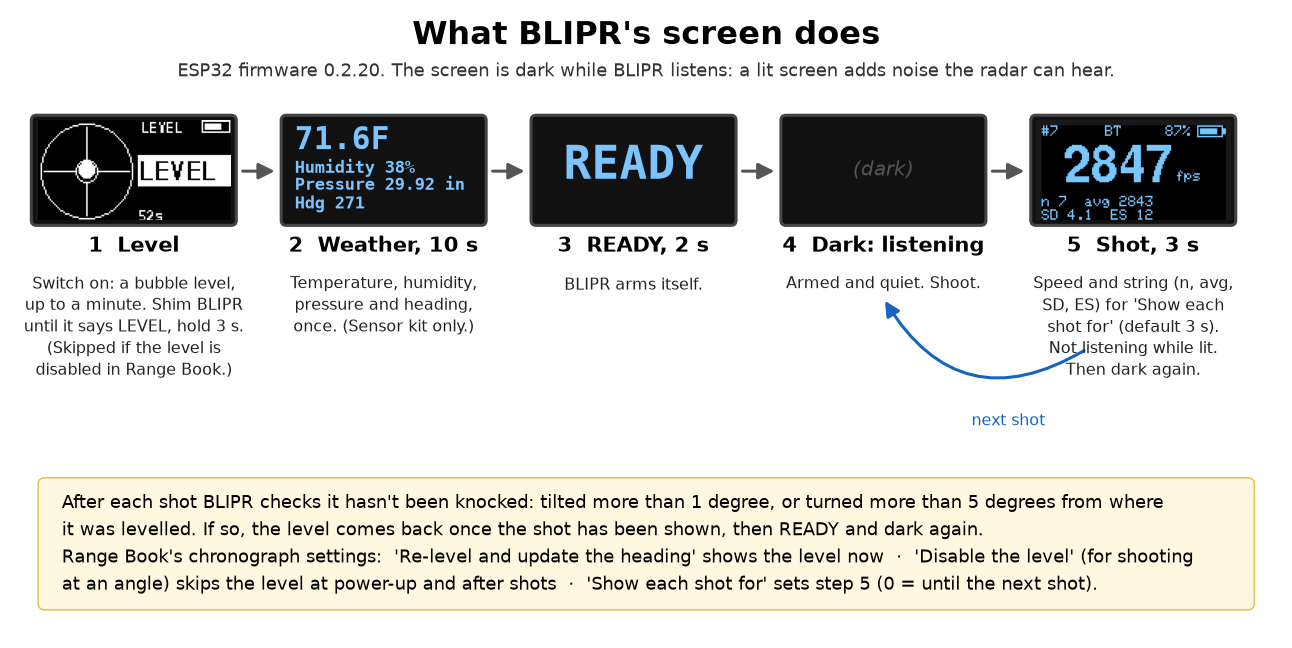 What BLIPR's screen does
ESP32 firmware 0.2.20. The screen is dark while BLIPR listens: a lit screen adds noise the radar can hear.
LEVEL
LEVEL
52s
1 Level
Switch on: a bubble level,
up to a minute. Shim BLIPR
until it says LEVEL, hold 3 s.
(Skipped if the level is
disabled in Range Book.)
71.6F
Humidity 38%
Pressure 29.92 in
Hdg 271
2 Weather, 10 s
Temperature, humidity,
pressure and heading,
once. (Sensor kit only.)
READY
3 READY, 2 s
BLIPR arms itself.
(dark)
4 Dark: listening
Armed and quiet. Shoot.
#7 BT 87%
2847 fps
n 7 avg 2843
SD 4.1 ES 12
5 Shot, 3 s
Speed and string (n, avg,
SD, ES) for 'Show each
shot for' (default 3 s).
Not listening while lit.
Then dark again.
next shot
After each shot BLIPR checks it hasn't been knocked: tilted more than 1 degree, or turned more than 5 degrees from where
it was levelled. If so, the level comes back once the shot has been shown, then READY and dark again.
Range Book's chronograph settings: 'Re-level and update the heading' shows the level now · 'Disable the level' (for shooting
at an angle) skips the level at power-up and after shots · 'Show each shot for' sets step 5 (0 = until the next shot).